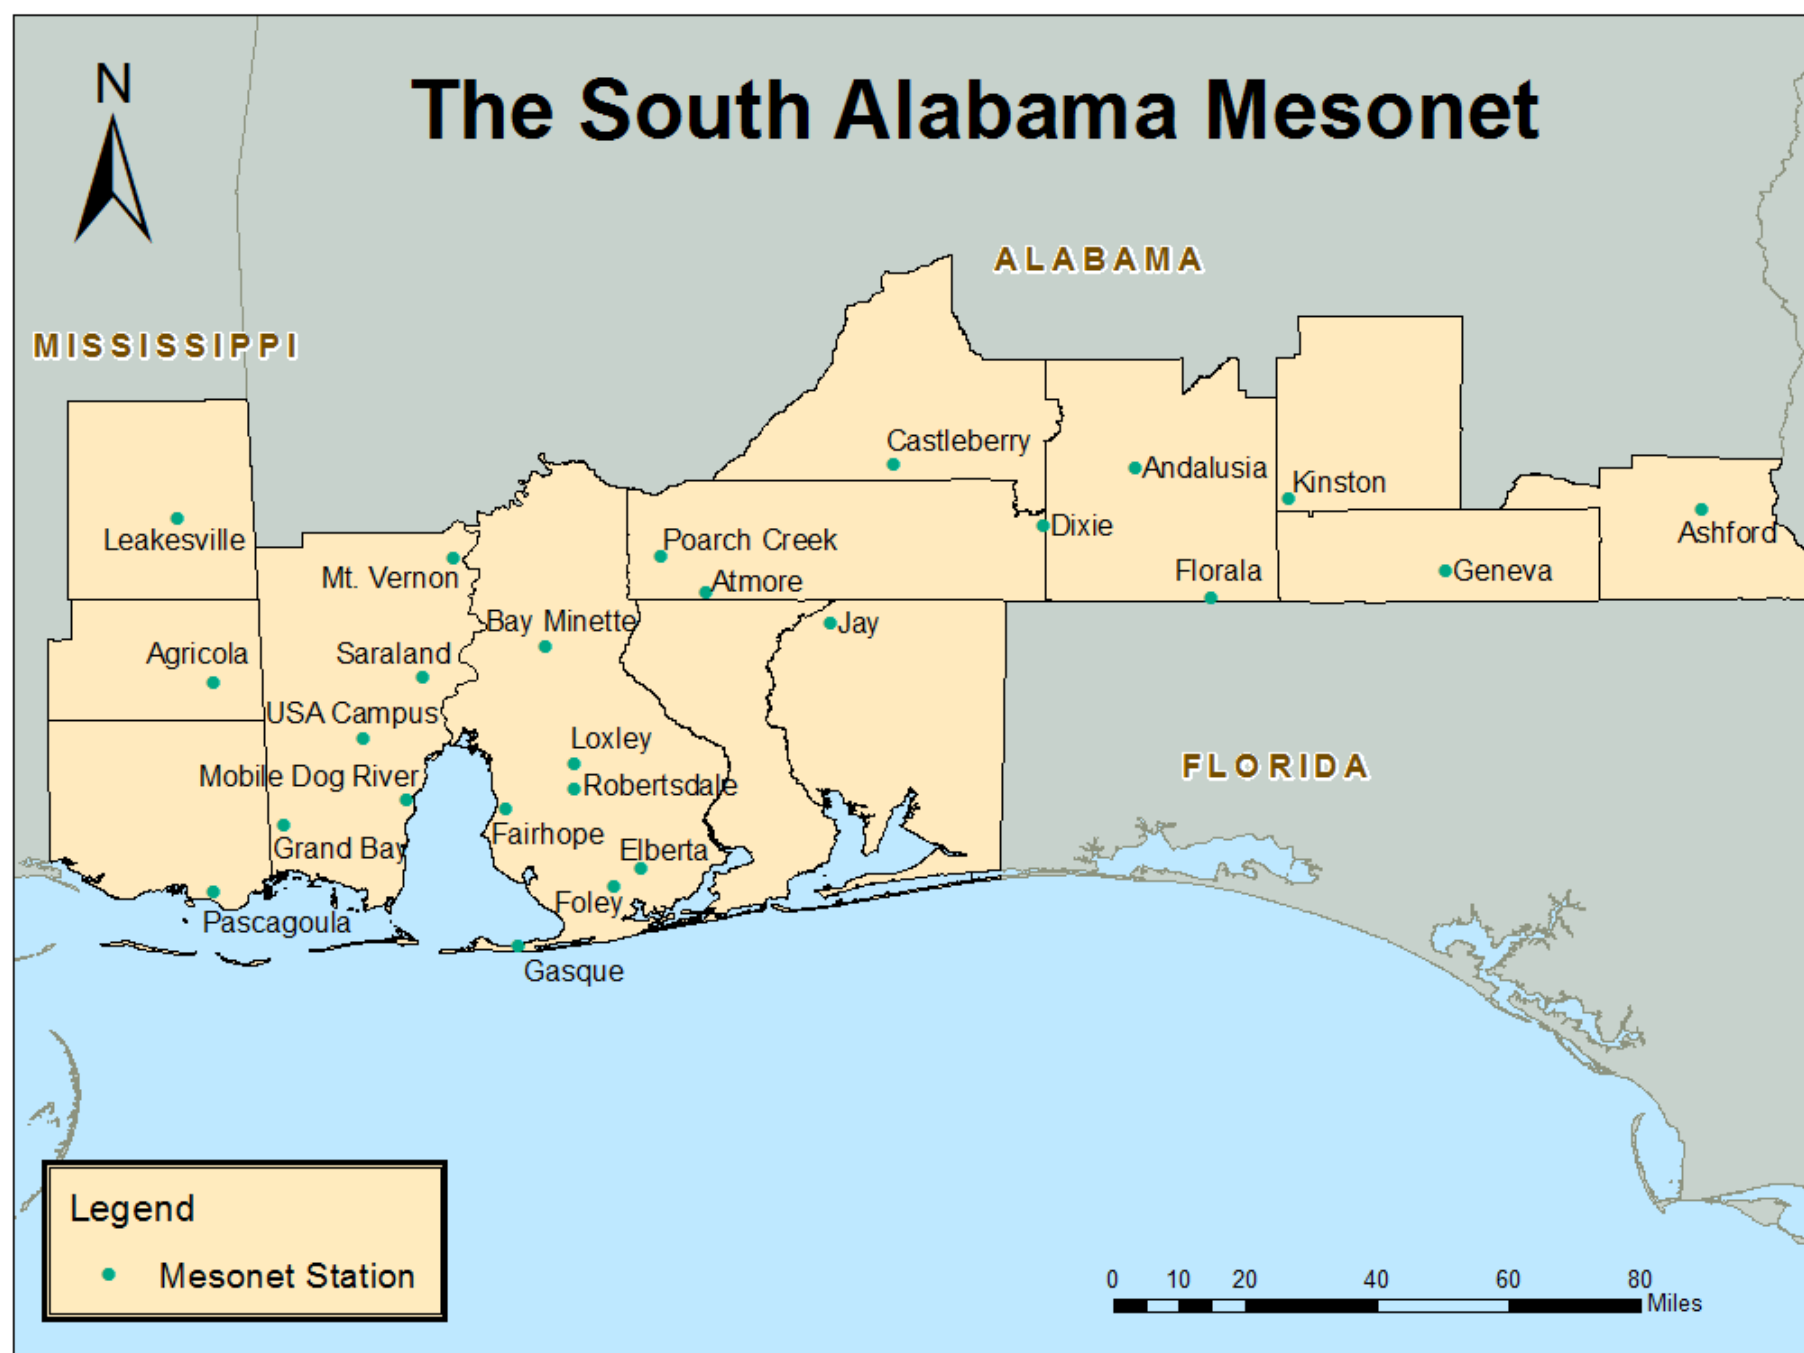 N
The South Alabama Mesonet
ALABAMA
MISSISSIPPI
Castleberry
Andalusia
Kinston
Leakesville
Dixie
Ashford
Poarch Creek
Mt. Vernon
Atmore
Florala
Geneva
Bay Minette
Jay
Agricola
Saraland
USA Campus
Loxley
FLORIDA
Mobile Dog River
Robertsdale
Fairhope
Grand Bay
Elberta
Foley
Pascagoula
Gasque
Legend
Mesonet Station
0 10 20 40 60 80
Miles